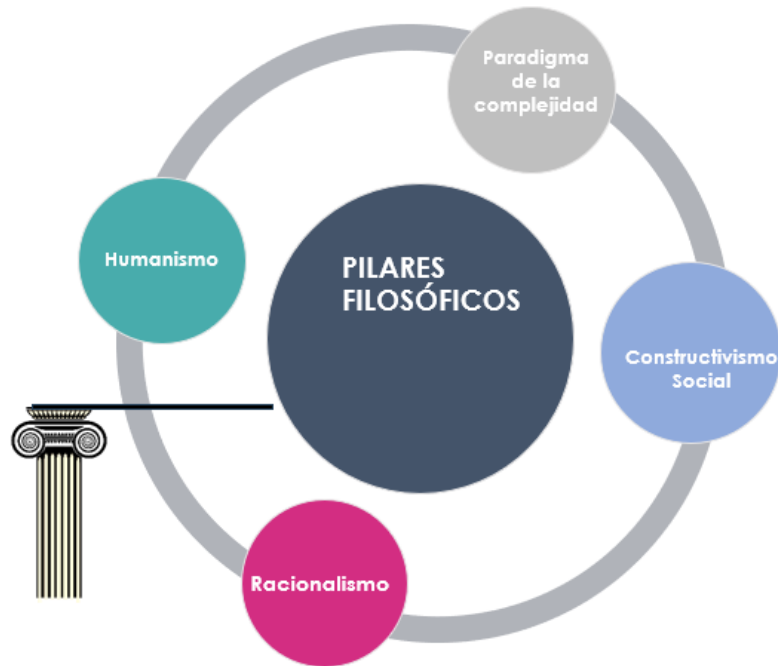 Paradigma
de la
complejidad
Humanismo
PILARES
FILOSÓFICOS
Constructivismo
Social
Racionalismo